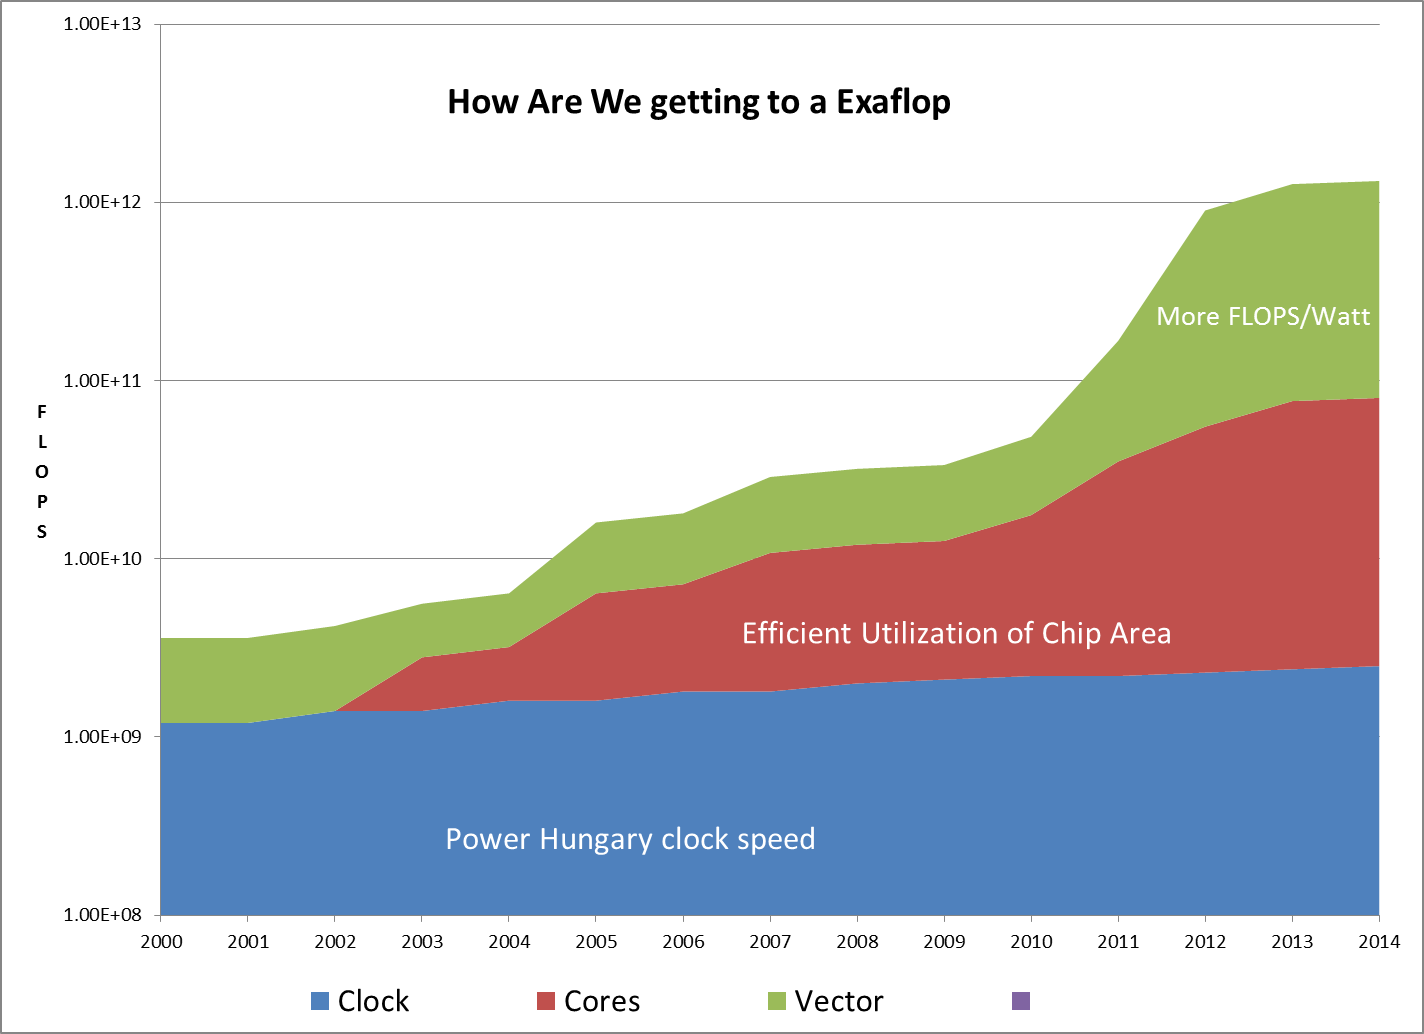 How Are We getting to a Exaflop
1.00E+13
1.00E+12
1.00E+11
1.00E+10
1.00E+09
1.00E+08
F
L
O
P
S
More FLOPS/Watt
Efficient Utilization of Chip Area
Power Hungary clock speed
2000 2001 2002 2003 2004 2005 2006 2007 2008 2009 2010 2011 2012 2013 2014
Clock Cores Vector